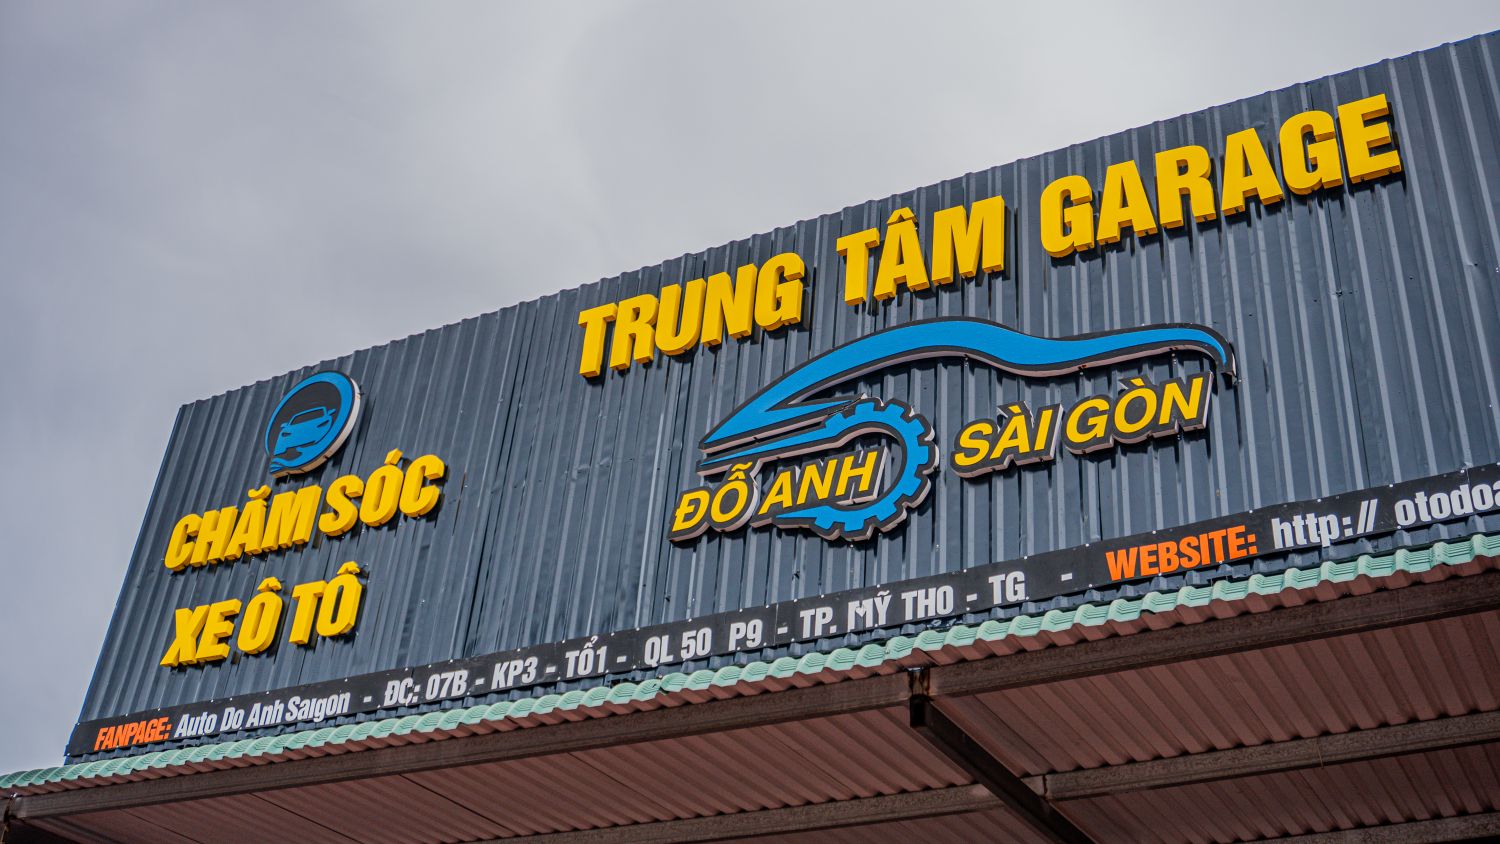 TRUNG TÂM GARAGE
ĐỖ ANH SÀI GÒN
CHĂM SÓC
XE Ô TÔ
FANPAGE: Auto Do Anh Saigon - ĐC: 07B - KP3 - TỔ1 - QL 50 P9 - TP. MỸ THO - TG - WEBSITE: http:// otodoa